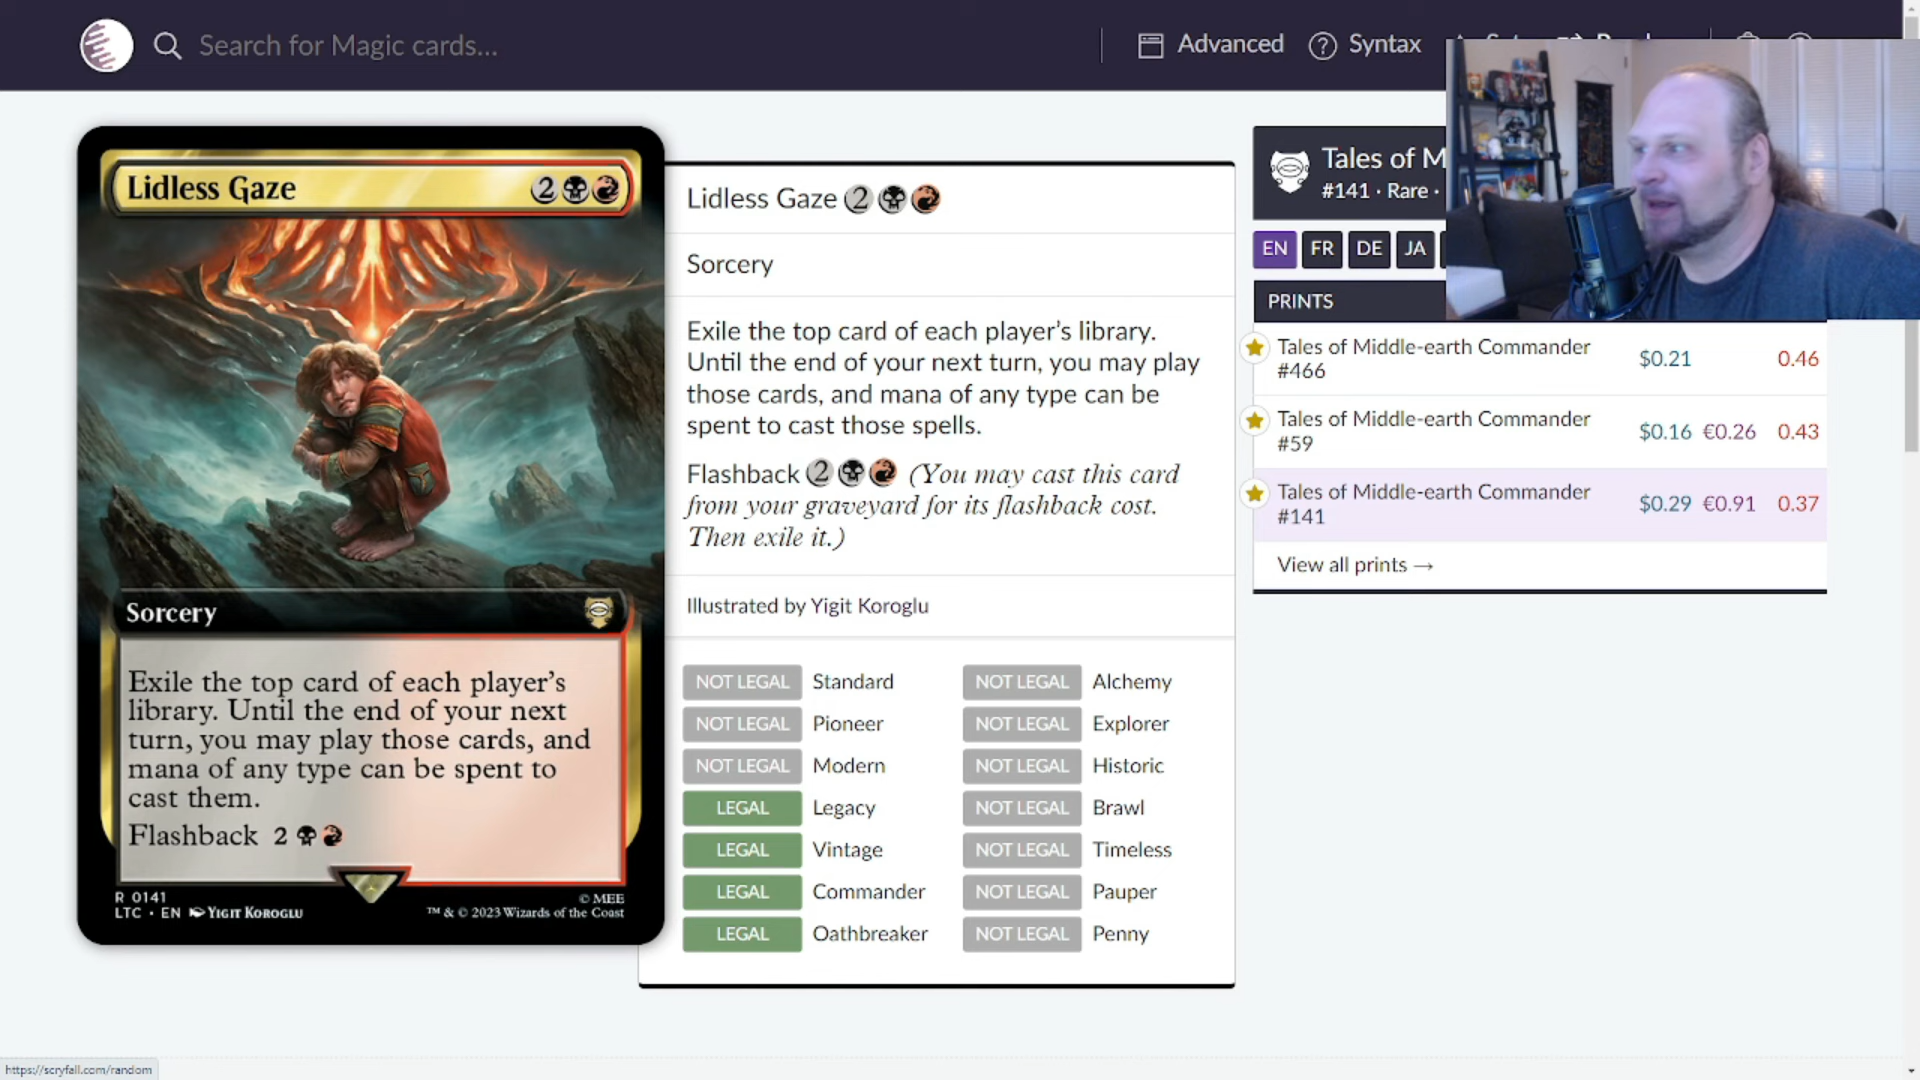 Search for Magic cards...
Advanced
Syntax
Lidless Gaze 2
Sorcery
Exile the top card of each player's
library. Until the end of your next
turn, you may play those cards, and
mana of any type can be spent to
cast them.
Flashback 2
R 0141
LTC • EN YIGIT KOROGLU
© MEE
™ & © 2023 Wizards of the Coast
Lidless Gaze 2
Sorcery
Exile the top card of each player's library.
Until the end of your next turn, you may play
those cards, and mana of any type can be
spent to cast those spells.
Flashback 2 (You may cast this card
from your graveyard for its flashback cost.
Then exile it.)
Illustrated by Yigit Koroglu
NOT LEGAL Standard NOT LEGAL Alchemy
NOT LEGAL Pioneer NOT LEGAL Explorer
NOT LEGAL Modern NOT LEGAL Historic
LEGAL Legacy NOT LEGAL Brawl
LEGAL Vintage NOT LEGAL Timeless
LEGAL Commander NOT LEGAL Pauper
LEGAL Oathbreaker NOT LEGAL Penny
Tales of M
#141 · Rare ·
EN FR DE JA
PRINTS
Tales of Middle-earth Commander
#466
$0.21 0.46
Tales of Middle-earth Commander
#59
$0.16 €0.26 0.43
Tales of Middle-earth Commander
#141
$0.29 €0.91 0.37
View all prints →
https://scryfall.com/random